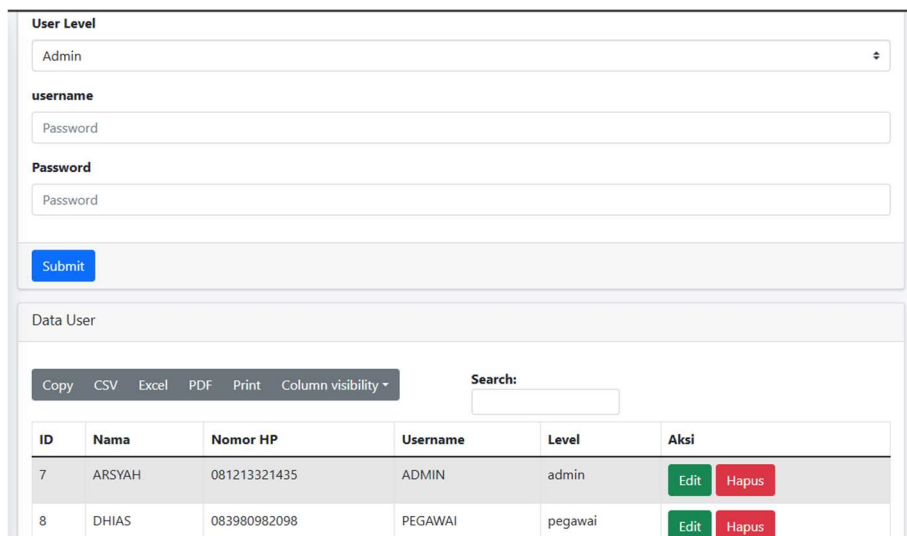 User Level
Admin
username
Password
Password
Password
Submit
Data User
Copy CSV Excel PDF Print Column visibility
Search:
ID Nama Nomor HP Username Level Aksi
7 ARSYAH 081213321435 ADMIN admin Edit Hapus
8 DHIAS 083980982098 PEGAWAI pegawai Edit Hapus